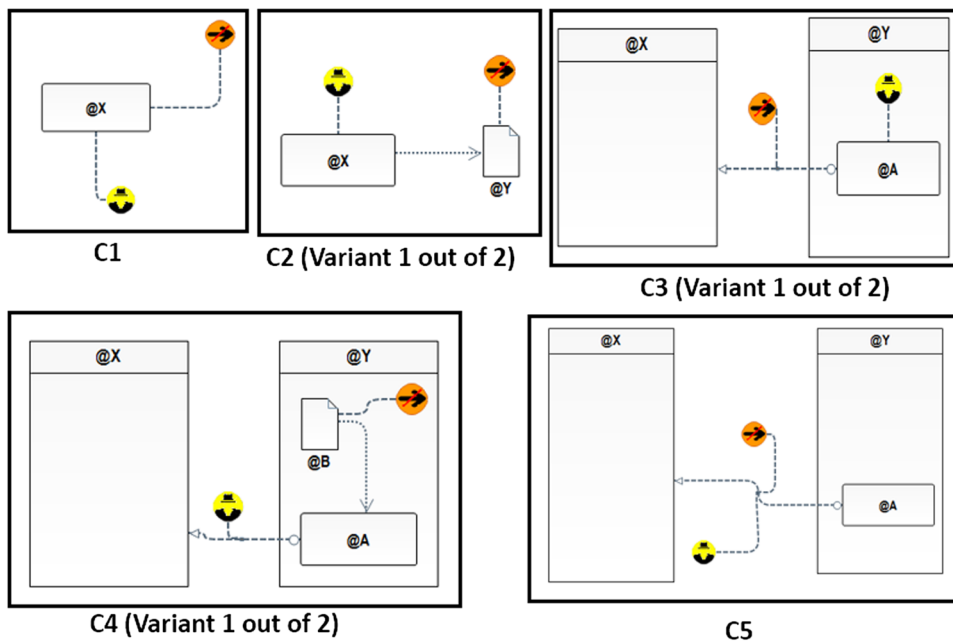 @X
C1
@X
@Y
C2 (Variant 1 out of 2)
@X
@Y
@A
C3 (Variant 1 out of 2)
@X
@Y
@B
@A
C4 (Variant 1 out of 2)
@X
@Y
@A
C5